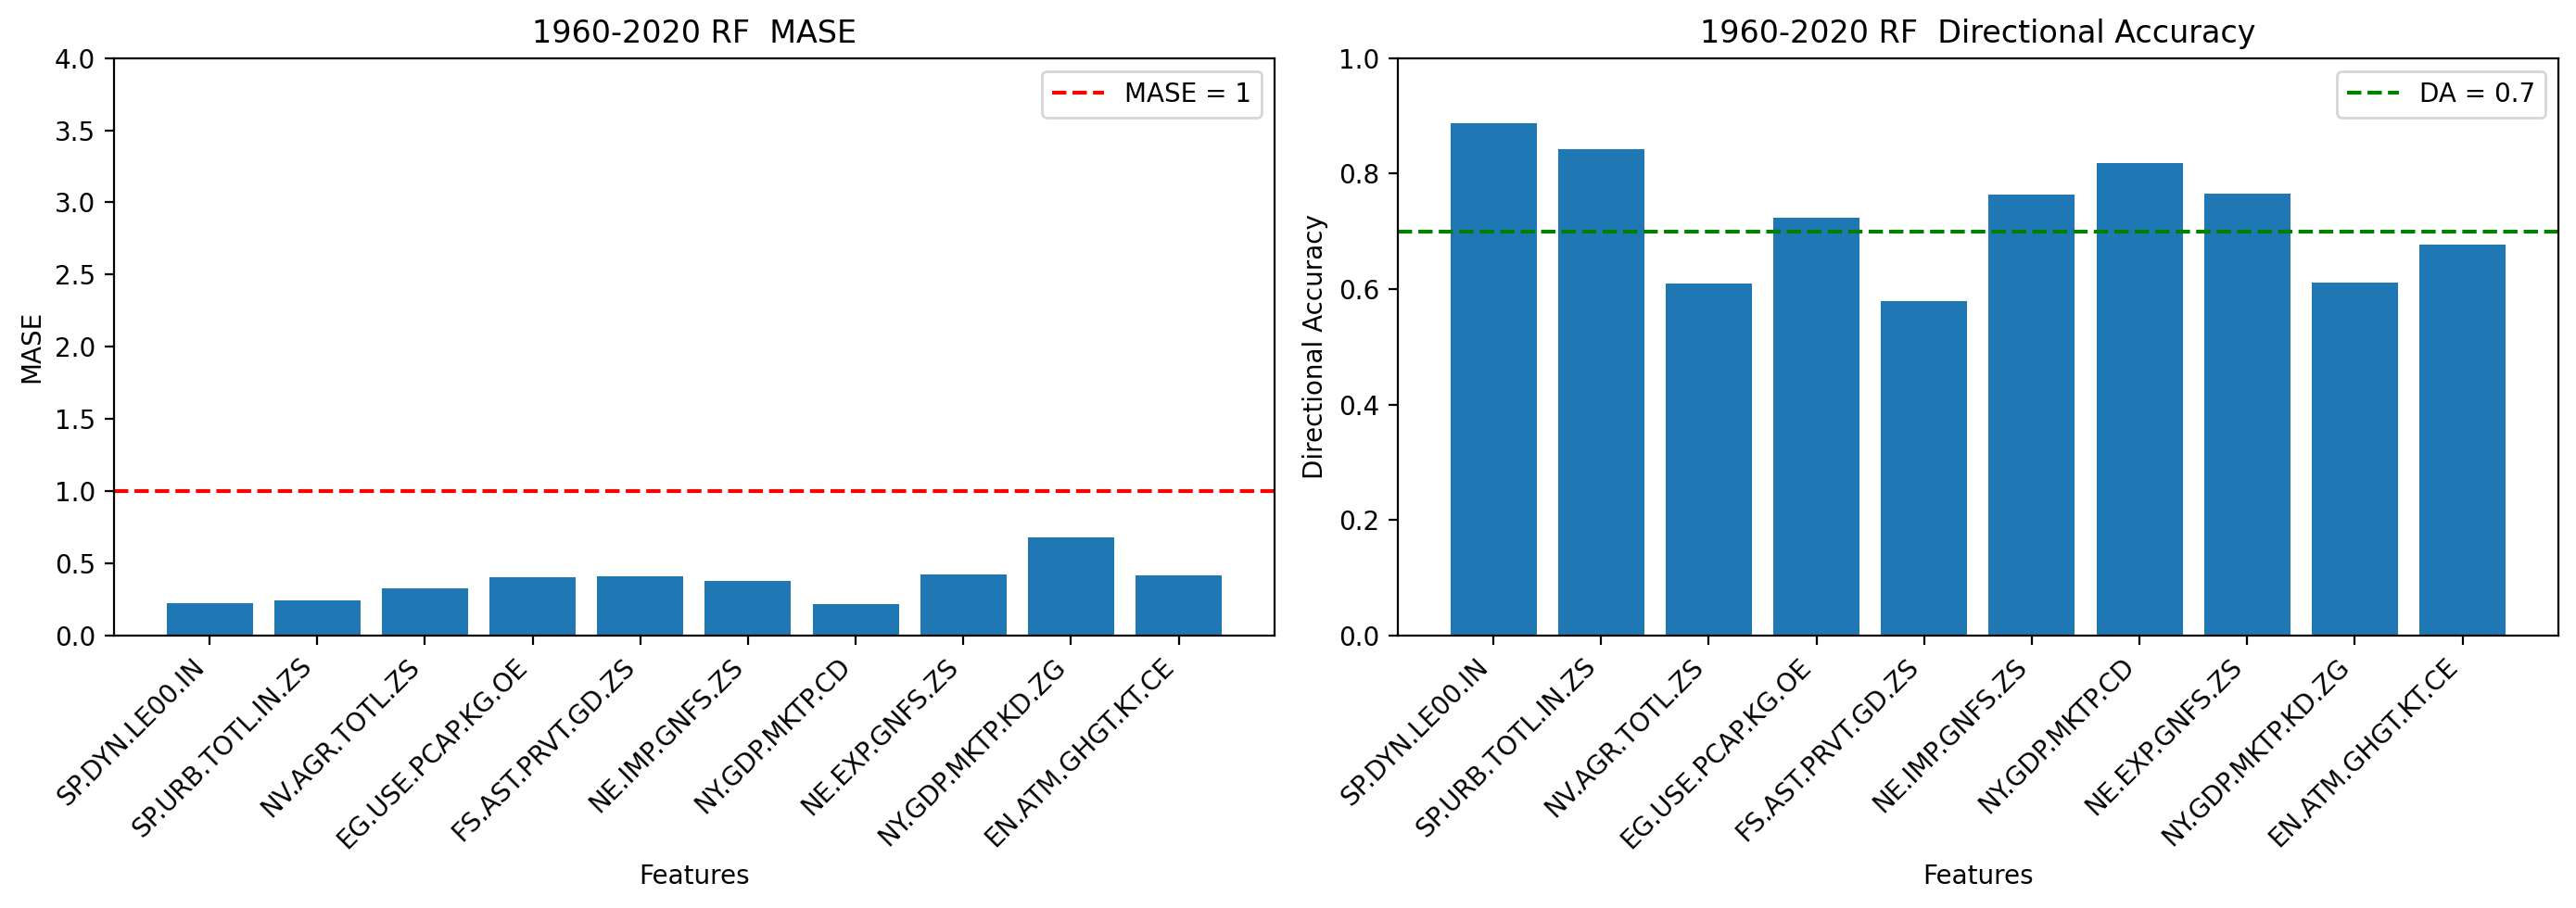 1960-2020 RF  MASE
MASE
4.0
3.5
3.0
2.5
2.0
1.5
1.0
0.5
0.0
MASE = 1
SP.DYN.LE00.IN
SP.URB.TOTL.IN.ZS
NV.AGR.TOTL.ZS
EG.USE.PCAP.KG.OE
FS.AST.PRVT.GD.ZS
NE.IMP.GNFS.ZS
NY.GDP.MKTP.CD
NE.EXP.GNFS.ZS
NY.GDP.MKTP.KD.ZG
EN.ATM.GHGT.KT.CE
Features
1960-2020 RF  Directional Accuracy
Directional Accuracy
1.0
0.8
0.6
0.4
0.2
0.0
DA = 0.7
SP.DYN.LE00.IN
SP.URB.TOTL.IN.ZS
NV.AGR.TOTL.ZS
EG.USE.PCAP.KG.OE
FS.AST.PRVT.GD.ZS
NE.IMP.GNFS.ZS
NY.GDP.MKTP.CD
NE.EXP.GNFS.ZS
NY.GDP.MKTP.KD.ZG
EN.ATM.GHGT.KT.CE
Features